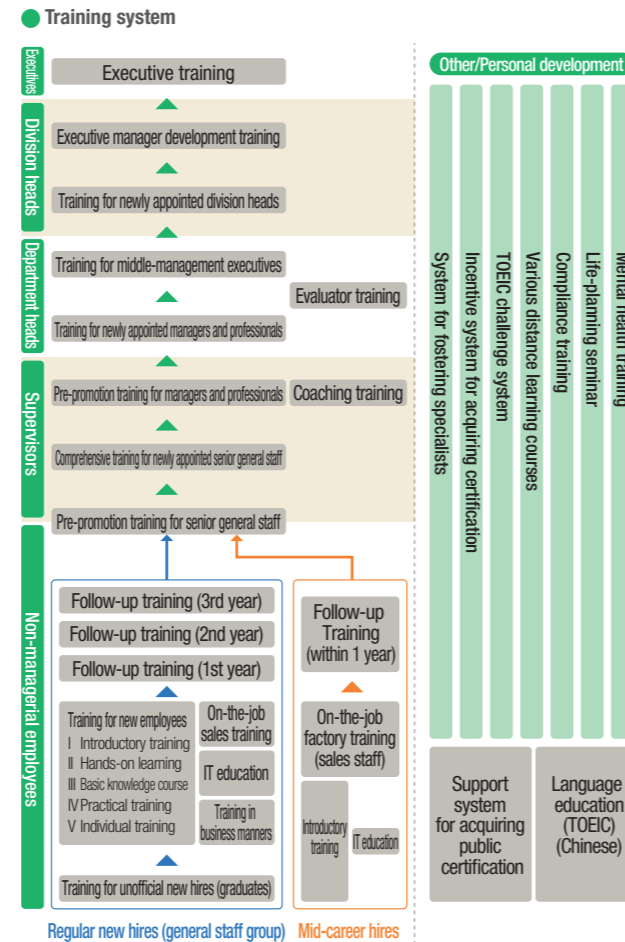 Training system
Executives
Executive training
Division heads
Executive manager development training
Training for newly appointed division heads
Department heads
Training for middle-management executives
Evaluator training
Training for newly appointed managers and professionals
Supervisors
Pre-promotion training for managers and professionals
Coaching training
Comprehensive training for newly appointed senior general staff
Pre-promotion training for senior general staff
Non-managerial employees
Follow-up training (3rd year)
Follow-up training (2nd year)
Follow-up training (1st year)
Training for new employees
I Introductory training
II Hands-on learning
III Basic knowledge course
IV Practical training
V Individual training
On-the-job
sales training
IT education
Training in
business manners
Training for unofficial new hires (graduates)
Regular new hires (general staff group)
Follow-up
Training
(within 1 year)
On-the-job
factory training
(sales staff)
Introductory
training
IT education
Mid-career hires
Other/Personal development
System for fostering specialists
Incentive system for acquiring certification
TOEIC challenge system
Various distance learning courses
Compliance training
Life-planning seminar
Mental health training
Support
system
for acquiring
public
certification
Language
education
(TOEIC)
(Chinese)